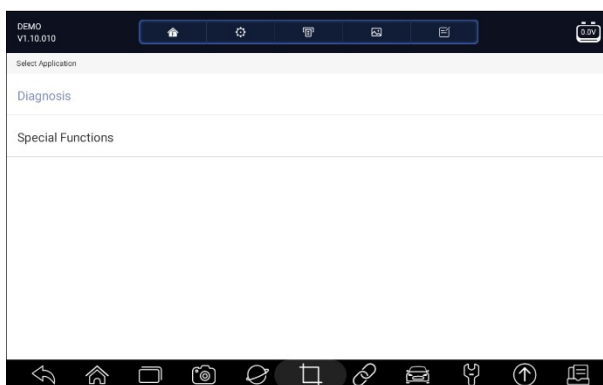 DEMO
V1.10.010
0.0V
Select Application
Diagnosis
Special Functions